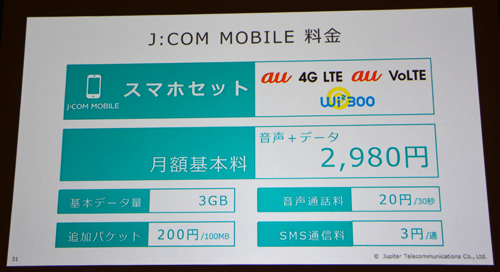 J:COM MOBILE 料金
J:COM MOBILE
スマホセット
au 4G LTE au VoLTE
Wi2 300
月額基本料
音声+データ
2,980円
基本データ量 3GB
音声通話料 20円/30秒
追加パケット 200円/100MB
SMS通信料 3円/通
31
© Jupiter Telecommunications Co., Ltd.